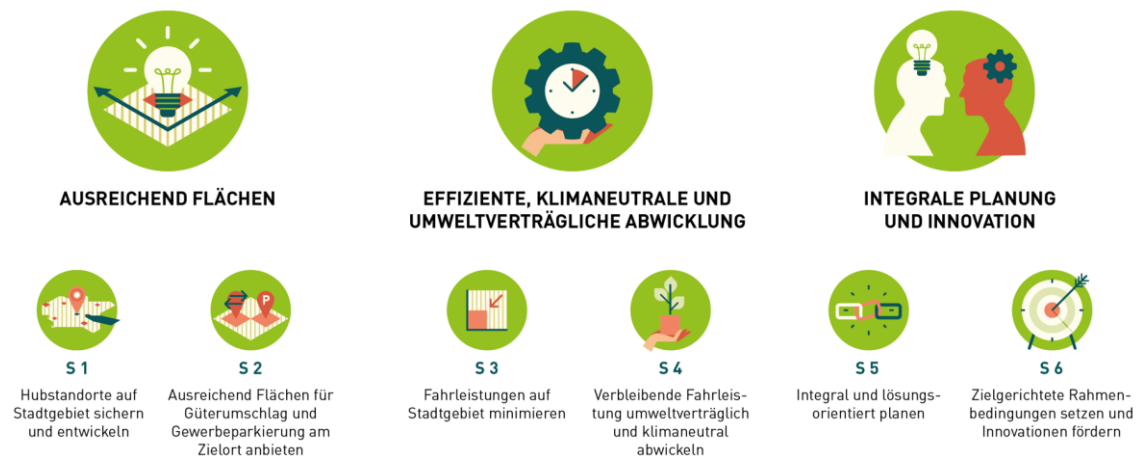 AUSREICHEND FLÄCHEN
EFFIZIENTE, KLIMANEUTRALE UND
UMWELTVERTRÄGLICHE ABWICKLUNG
INTEGRALE PLANUNG
UND INNOVATION
P
S 1
Hubstandorte auf
Stadtgebiet sichern
und entwickeln
S 2
Ausreichend Flächen für
Güterumschlag und
Gewerbeparkierung am
Zielort anbieten
S 3
Fahrleistungen auf
Stadtgebiet minimieren
S 4
Verbleibende Fahrleis-
tung umweltverträglich
und klimaneutral
abwickeln
S 5
Integral und lösungs-
orientiert planen
S 6
Zielgerichtete Rahmen-
bedingungen setzen und
Innovationen fördern